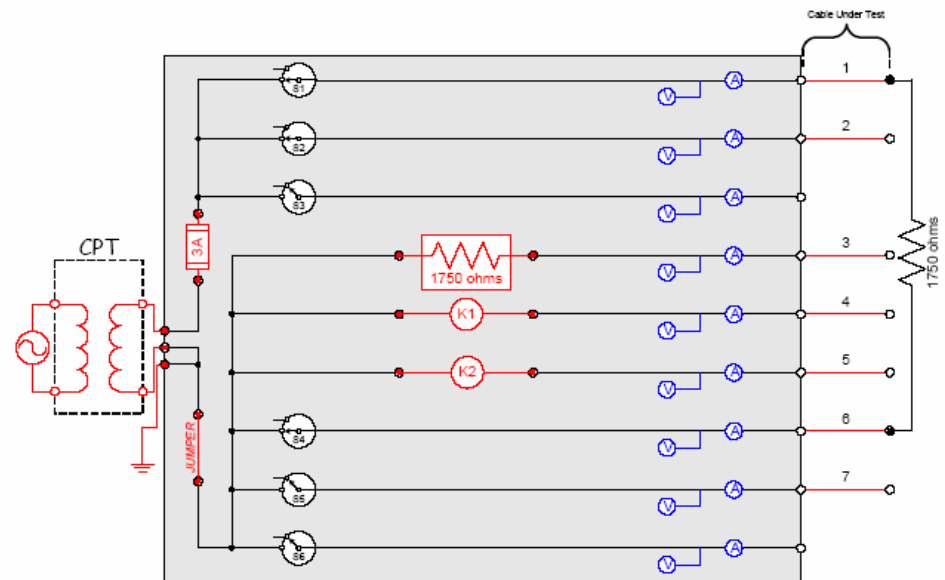 Cable Under Test
S1
V
A
1
S2
V
A
2
S3
V
A
CPT
3A
1750 ohms
V
A
3
1750 ohms
K1
V
A
4
K2
V
A
5
JUMPER
S4
V
A
6
S5
V
A
7
S6
V
A